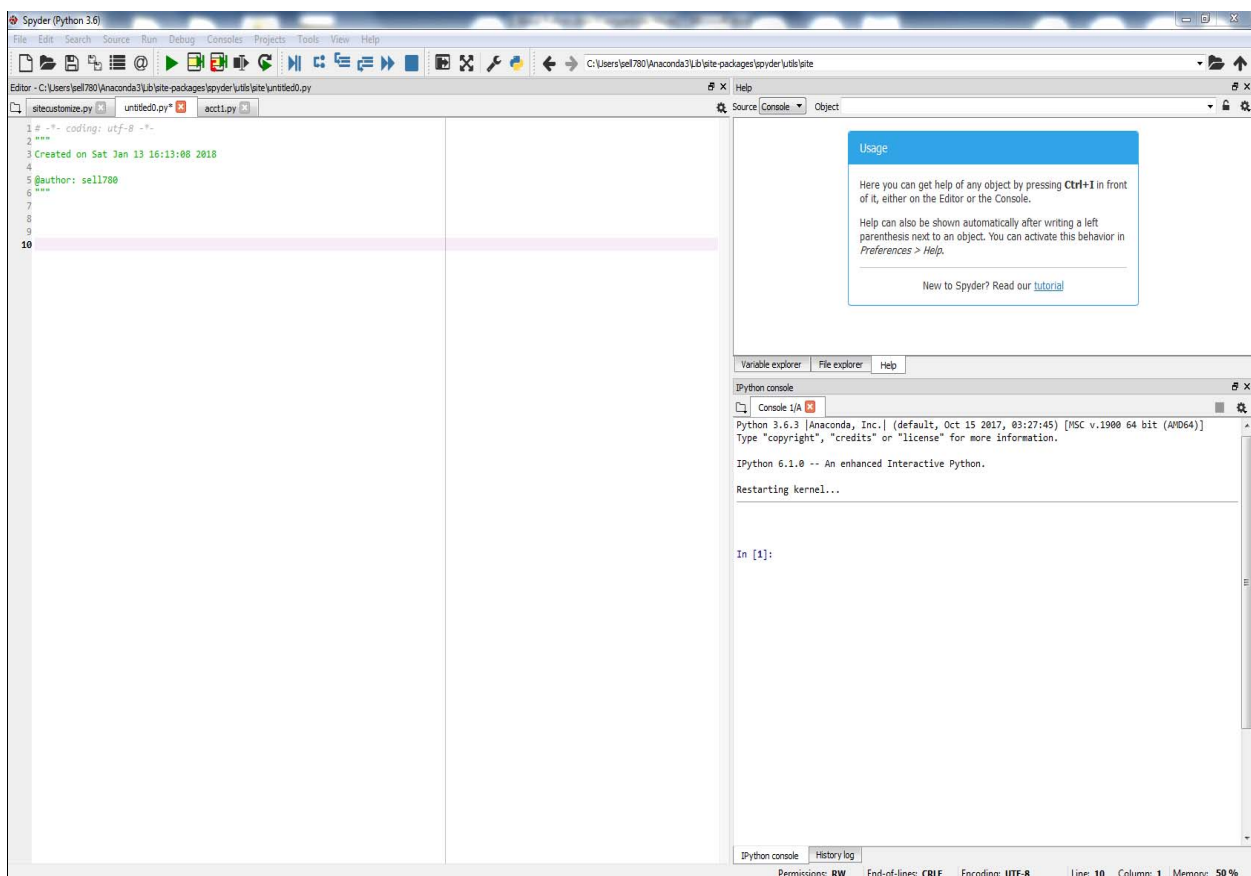 Spyder (Python 3.6)
File Edit Search Source Run Debug Consoles Projects Tools View Help
C:\Users\sell780\Anaconda3\Lib\site-packages\spyder\utils\site
Editor - C:\Users\sell780\Anaconda3\Lib\site-packages\spyder\utils\site\untitled0.py
sitecustomize.py untitled0.py* acct1.py
1 # -*- coding: utf-8 -*-
2 """
3 Created on Sat Jan 13 16:13:08 2018
4
5 @author: sell780
6 """
7
8
9
10
Help
Source Console Object
Usage
Here you can get help of any object by pressing Ctrl+I in front
of it, either on the Editor or the Console.
Help can also be shown automatically after writing a left
parenthesis next to an object. You can activate this behavior in
Preferences > Help.
New to Spyder? Read our tutorial
Variable explorer File explorer Help
IPython console
Console 1/A
Python 3.6.3 |Anaconda, Inc.| (default, Oct 15 2017, 03:27:45) [MSC v.1900 64 bit (AMD64)]
Type "copyright", "credits" or "license" for more information.
IPython 6.1.0 -- An enhanced Interactive Python.
Restarting kernel...
In [1]:
IPython console History log
Permissions: RW End-of-lines: CRLF Encoding: UTF-8 Line: 10 Column: 1 Memory: 50 %